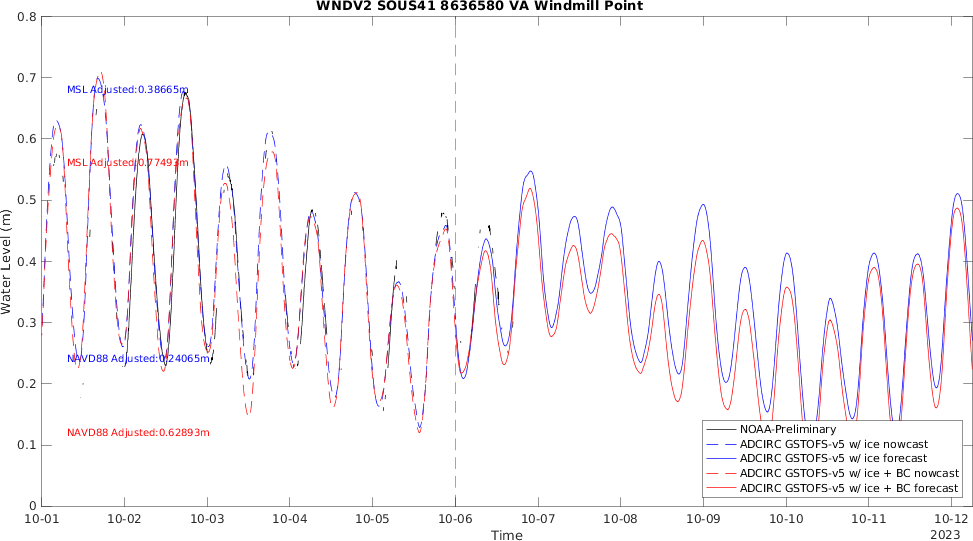 WNDV2 SOUS41 8636580 VA Windmill Point
0.8
0.7
0.6
0.5
0.4
0.3
0.2
0.1
0
Water Level (m)
MSL Adjusted:0.38665m
MSL Adjusted:0.77493m
NAVD88 Adjusted:0.24065m
NAVD88 Adjusted:0.62893m
NOAA-Preliminary
ADCIRC GSTOFS-v5 w/ ice nowcast
ADCIRC GSTOFS-v5 w/ ice forecast
ADCIRC GSTOFS-v5 w/ ice + BC nowcast
ADCIRC GSTOFS-v5 w/ ice + BC forecast
10-01 10-02 10-03 10-04 10-05 10-06 10-07 10-08 10-09 10-10 10-11 10-12
2023
Time